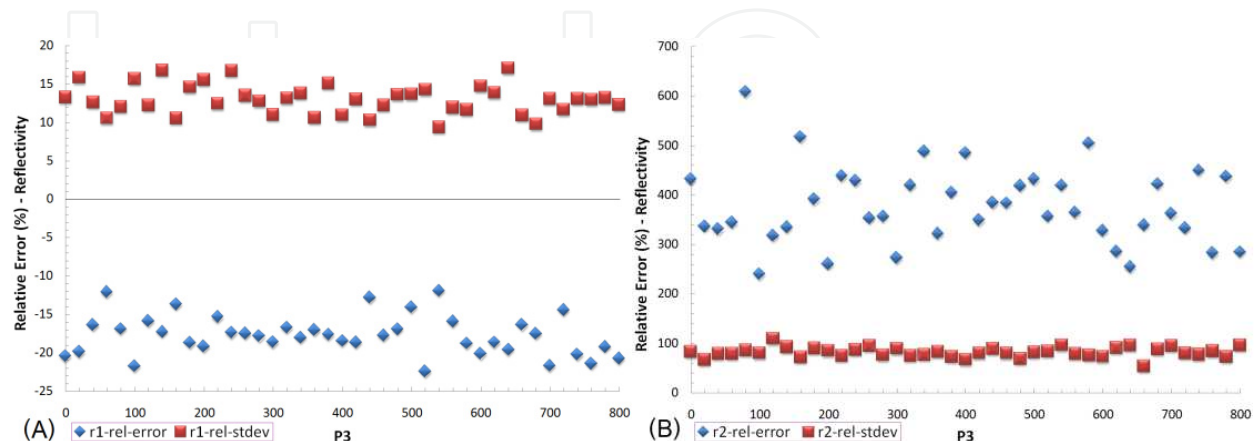 Relative Error (%) - Reflectivity
20
15
10
5
0
-5
-10
-15
-20
-25
0 100 200 300 400 500 600 700 800
P3
(A)
r1-rel-error r1-rel-stdev
Relative Error (%) - Reflectivity
700
600
500
400
300
200
100
0
0 100 200 300 400 500 600 700 800
P3
(B)
r2-rel-error r2-rel-stdev